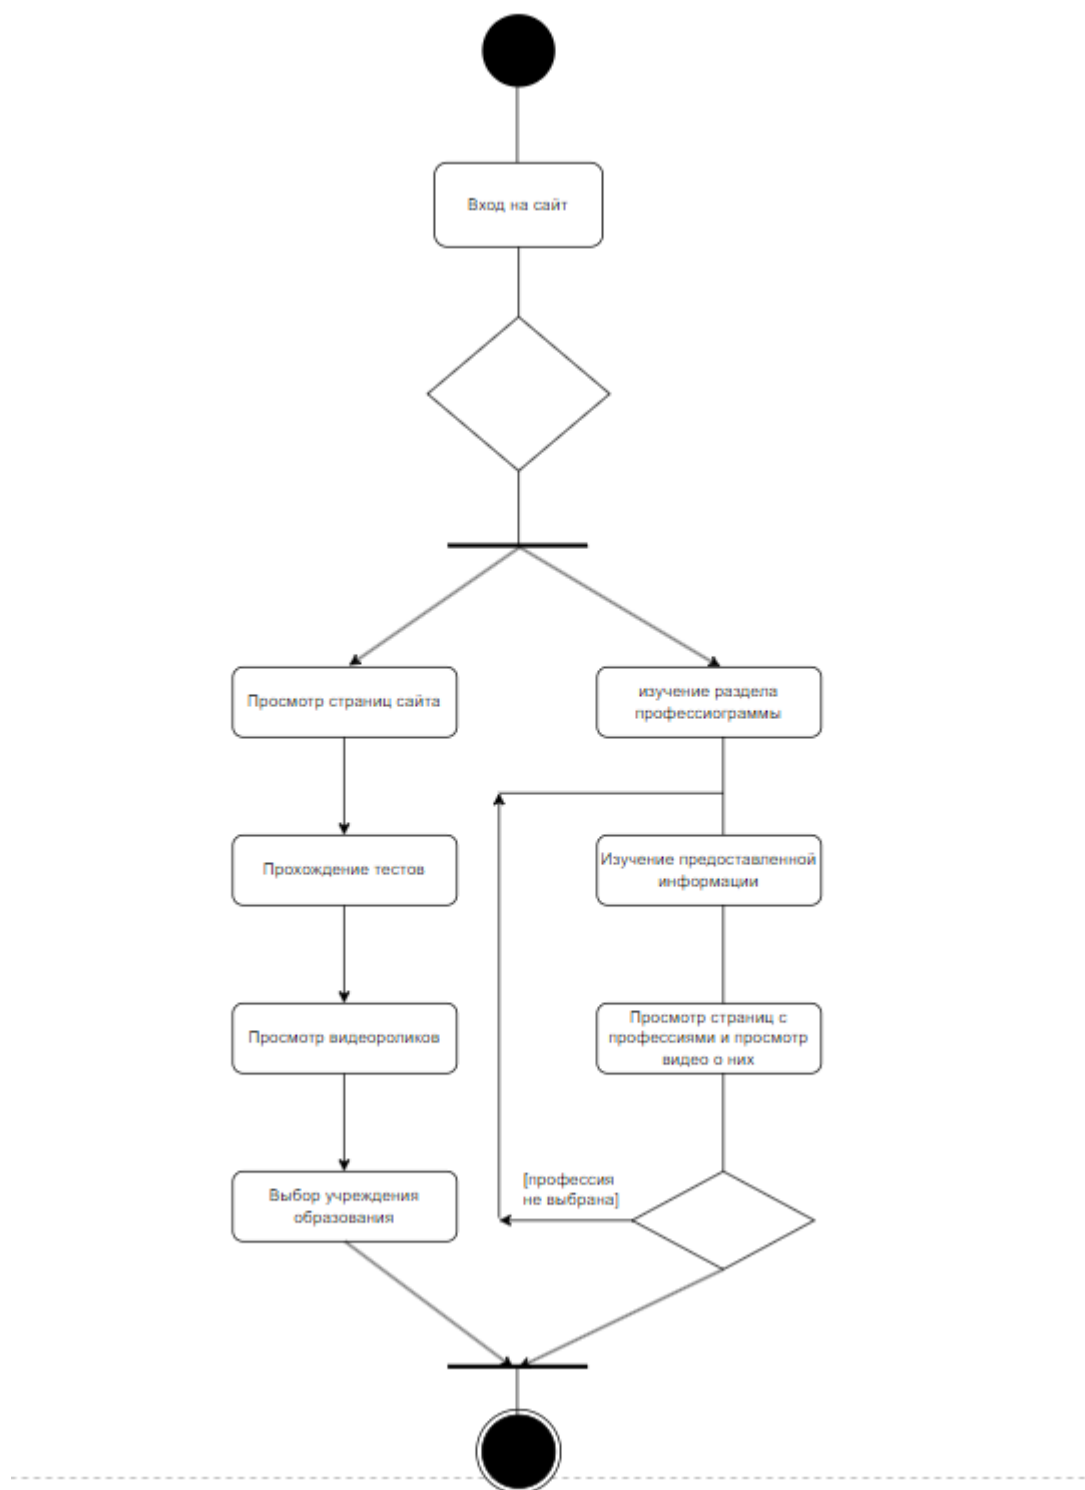 Вход на сайт
Просмотр страниц сайта
изучение раздела
профессиограммы
Прохождение тестов
Изучение предоставленной
информации
Просмотр видеороликов
Просмотр страниц с
профессиями и просмотр
видео о них
[профессия
не выбрана]
Выбор учреждения
образования